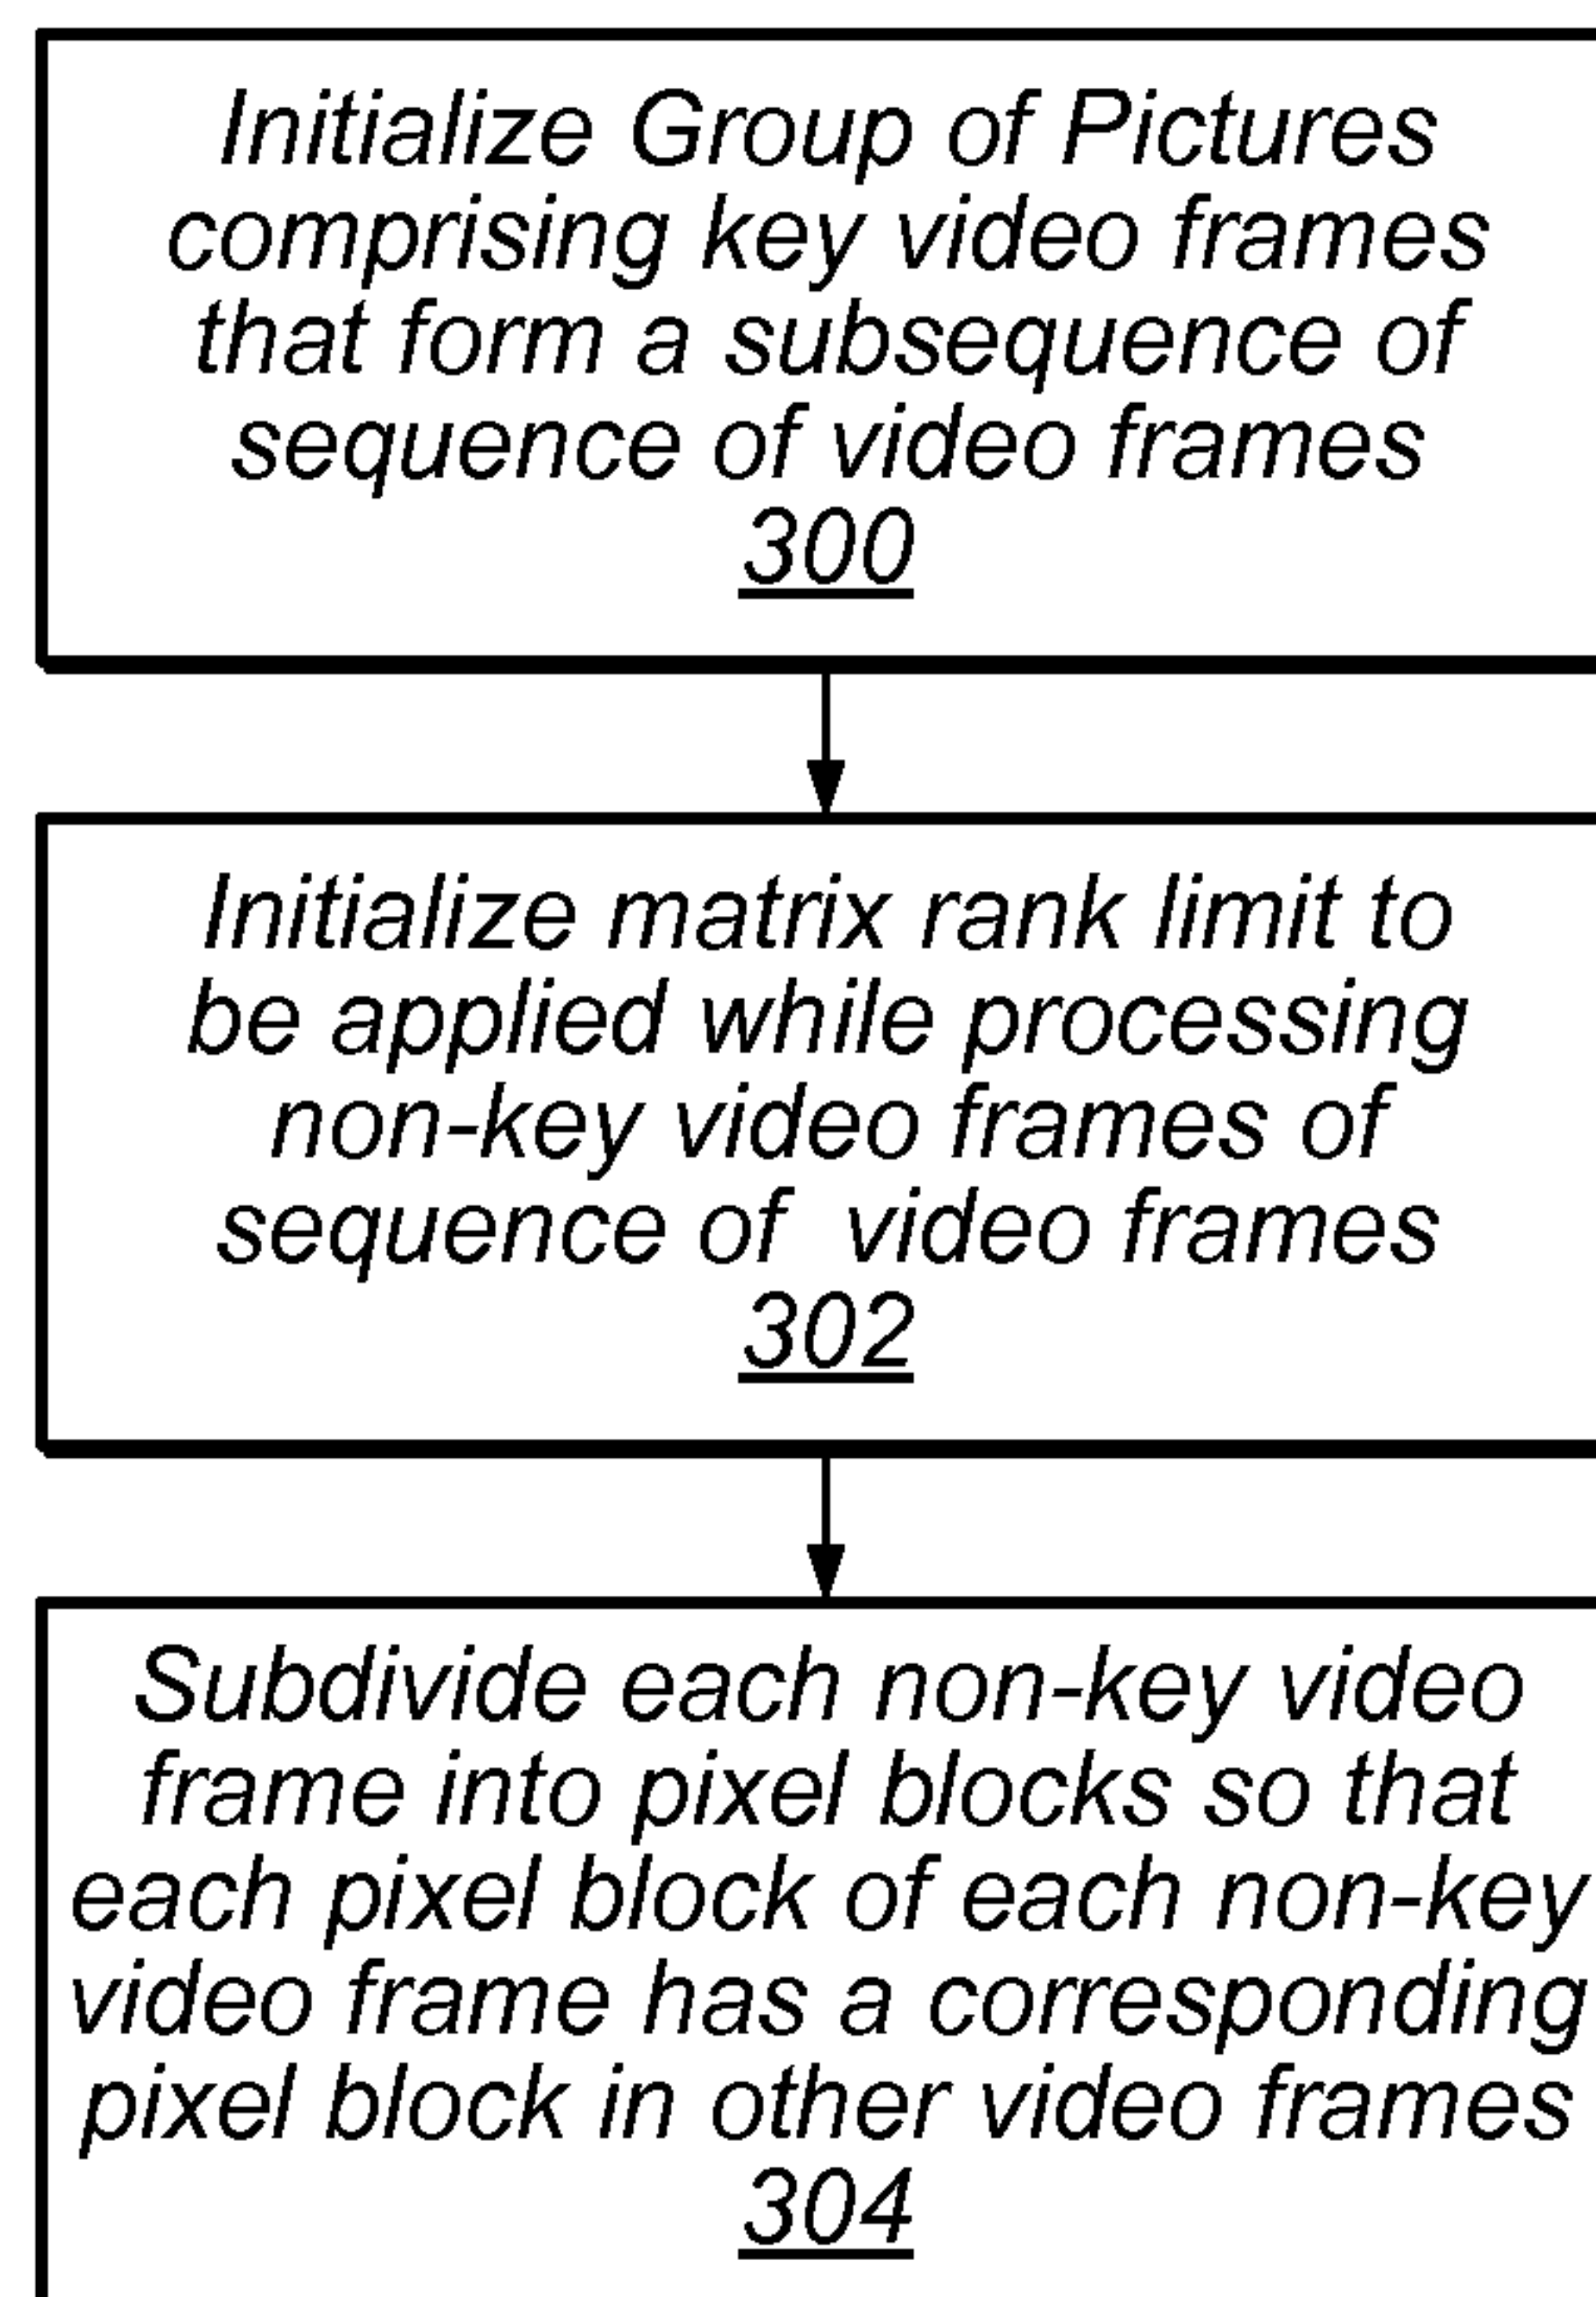 Initialize Group of Pictures
comprising key video frames
that form a subsequence of
sequence of video frames
300
Initialize matrix rank limit to
be applied while processing
non-key video frames of
sequence of video frames
302
Subdivide each non-key video
frame into pixel blocks so that
each pixel block of each non-key
video frame has a corresponding
pixel block in other video frames
304